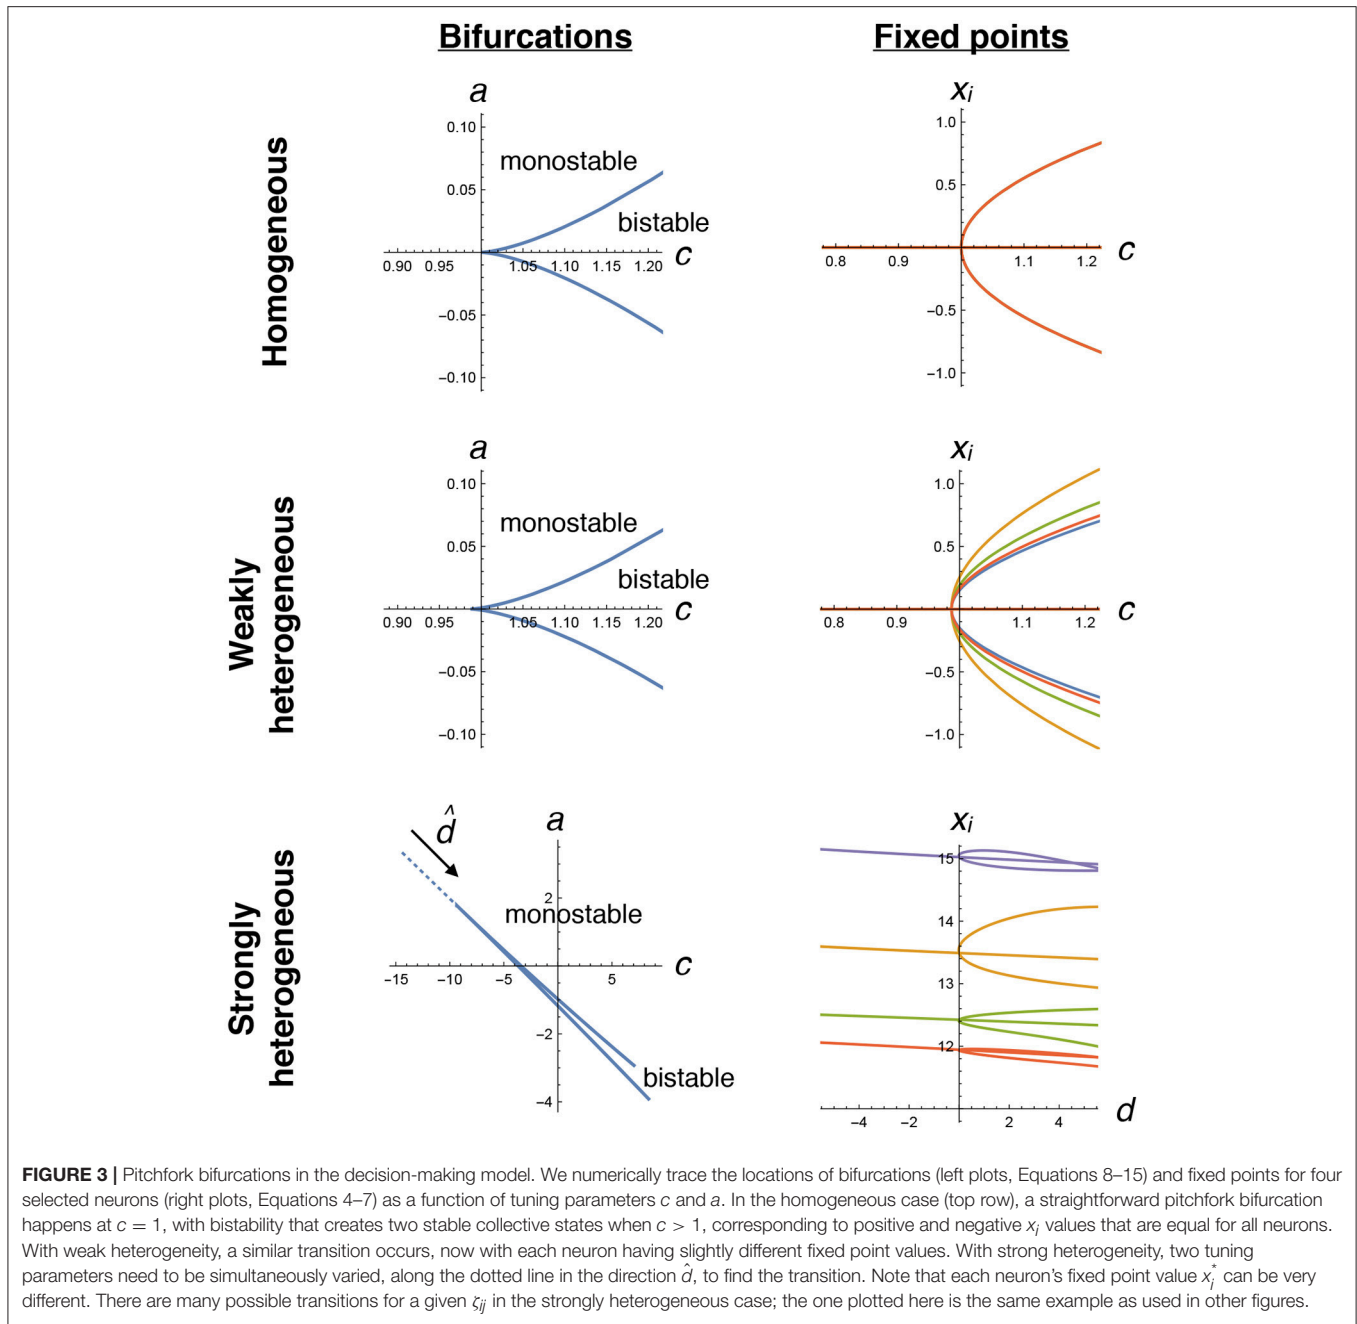 Bifurcations
Fixed points
Homogeneous
a
0.10
monostable
0.05
bistable
0.90 0.95 1.05 1.10 1.15 1.20 c
−0.05
−0.10
xi
1.0
0.5
0.8 0.9 1.1 1.2 c
−0.5
−1.0
Weakly
heterogeneous
a
0.10
monostable
0.05
bistable
0.90 0.95 1.05 1.10 1.15 1.20 c
−0.05
−0.10
xi
1.0
0.5
0.8 0.9 1.1 1.2 c
−0.5
−1.0
Strongly
heterogeneous
d̂
a
2
monostable
−15 −10 −5 5 c
−2
bistable
−4
xi
15
14
13
12
−4 −2 2 4 d
FIGURE 3 | Pitchfork bifurcations in the decision-making model. We numerically trace the locations of bifurcations (left plots, Equations 8–15) and fixed points for four
selected neurons (right plots, Equations 4–7) as a function of tuning parameters c and a. In the homogeneous case (top row), a straightforward pitchfork bifurcation
happens at c = 1, with bistability that creates two stable collective states when c > 1, corresponding to positive and negative xi values that are equal for all neurons.
With weak heterogeneity, a similar transition occurs, now with each neuron having slightly different fixed point values. With strong heterogeneity, two tuning
parameters need to be simultaneously varied, along the dotted line in the direction d̂, to find the transition. Note that each neuron's fixed point value xi* can be very
different. There are many possible transitions for a given ζij in the strongly heterogeneous case; the one plotted here is the same example as used in other figures.